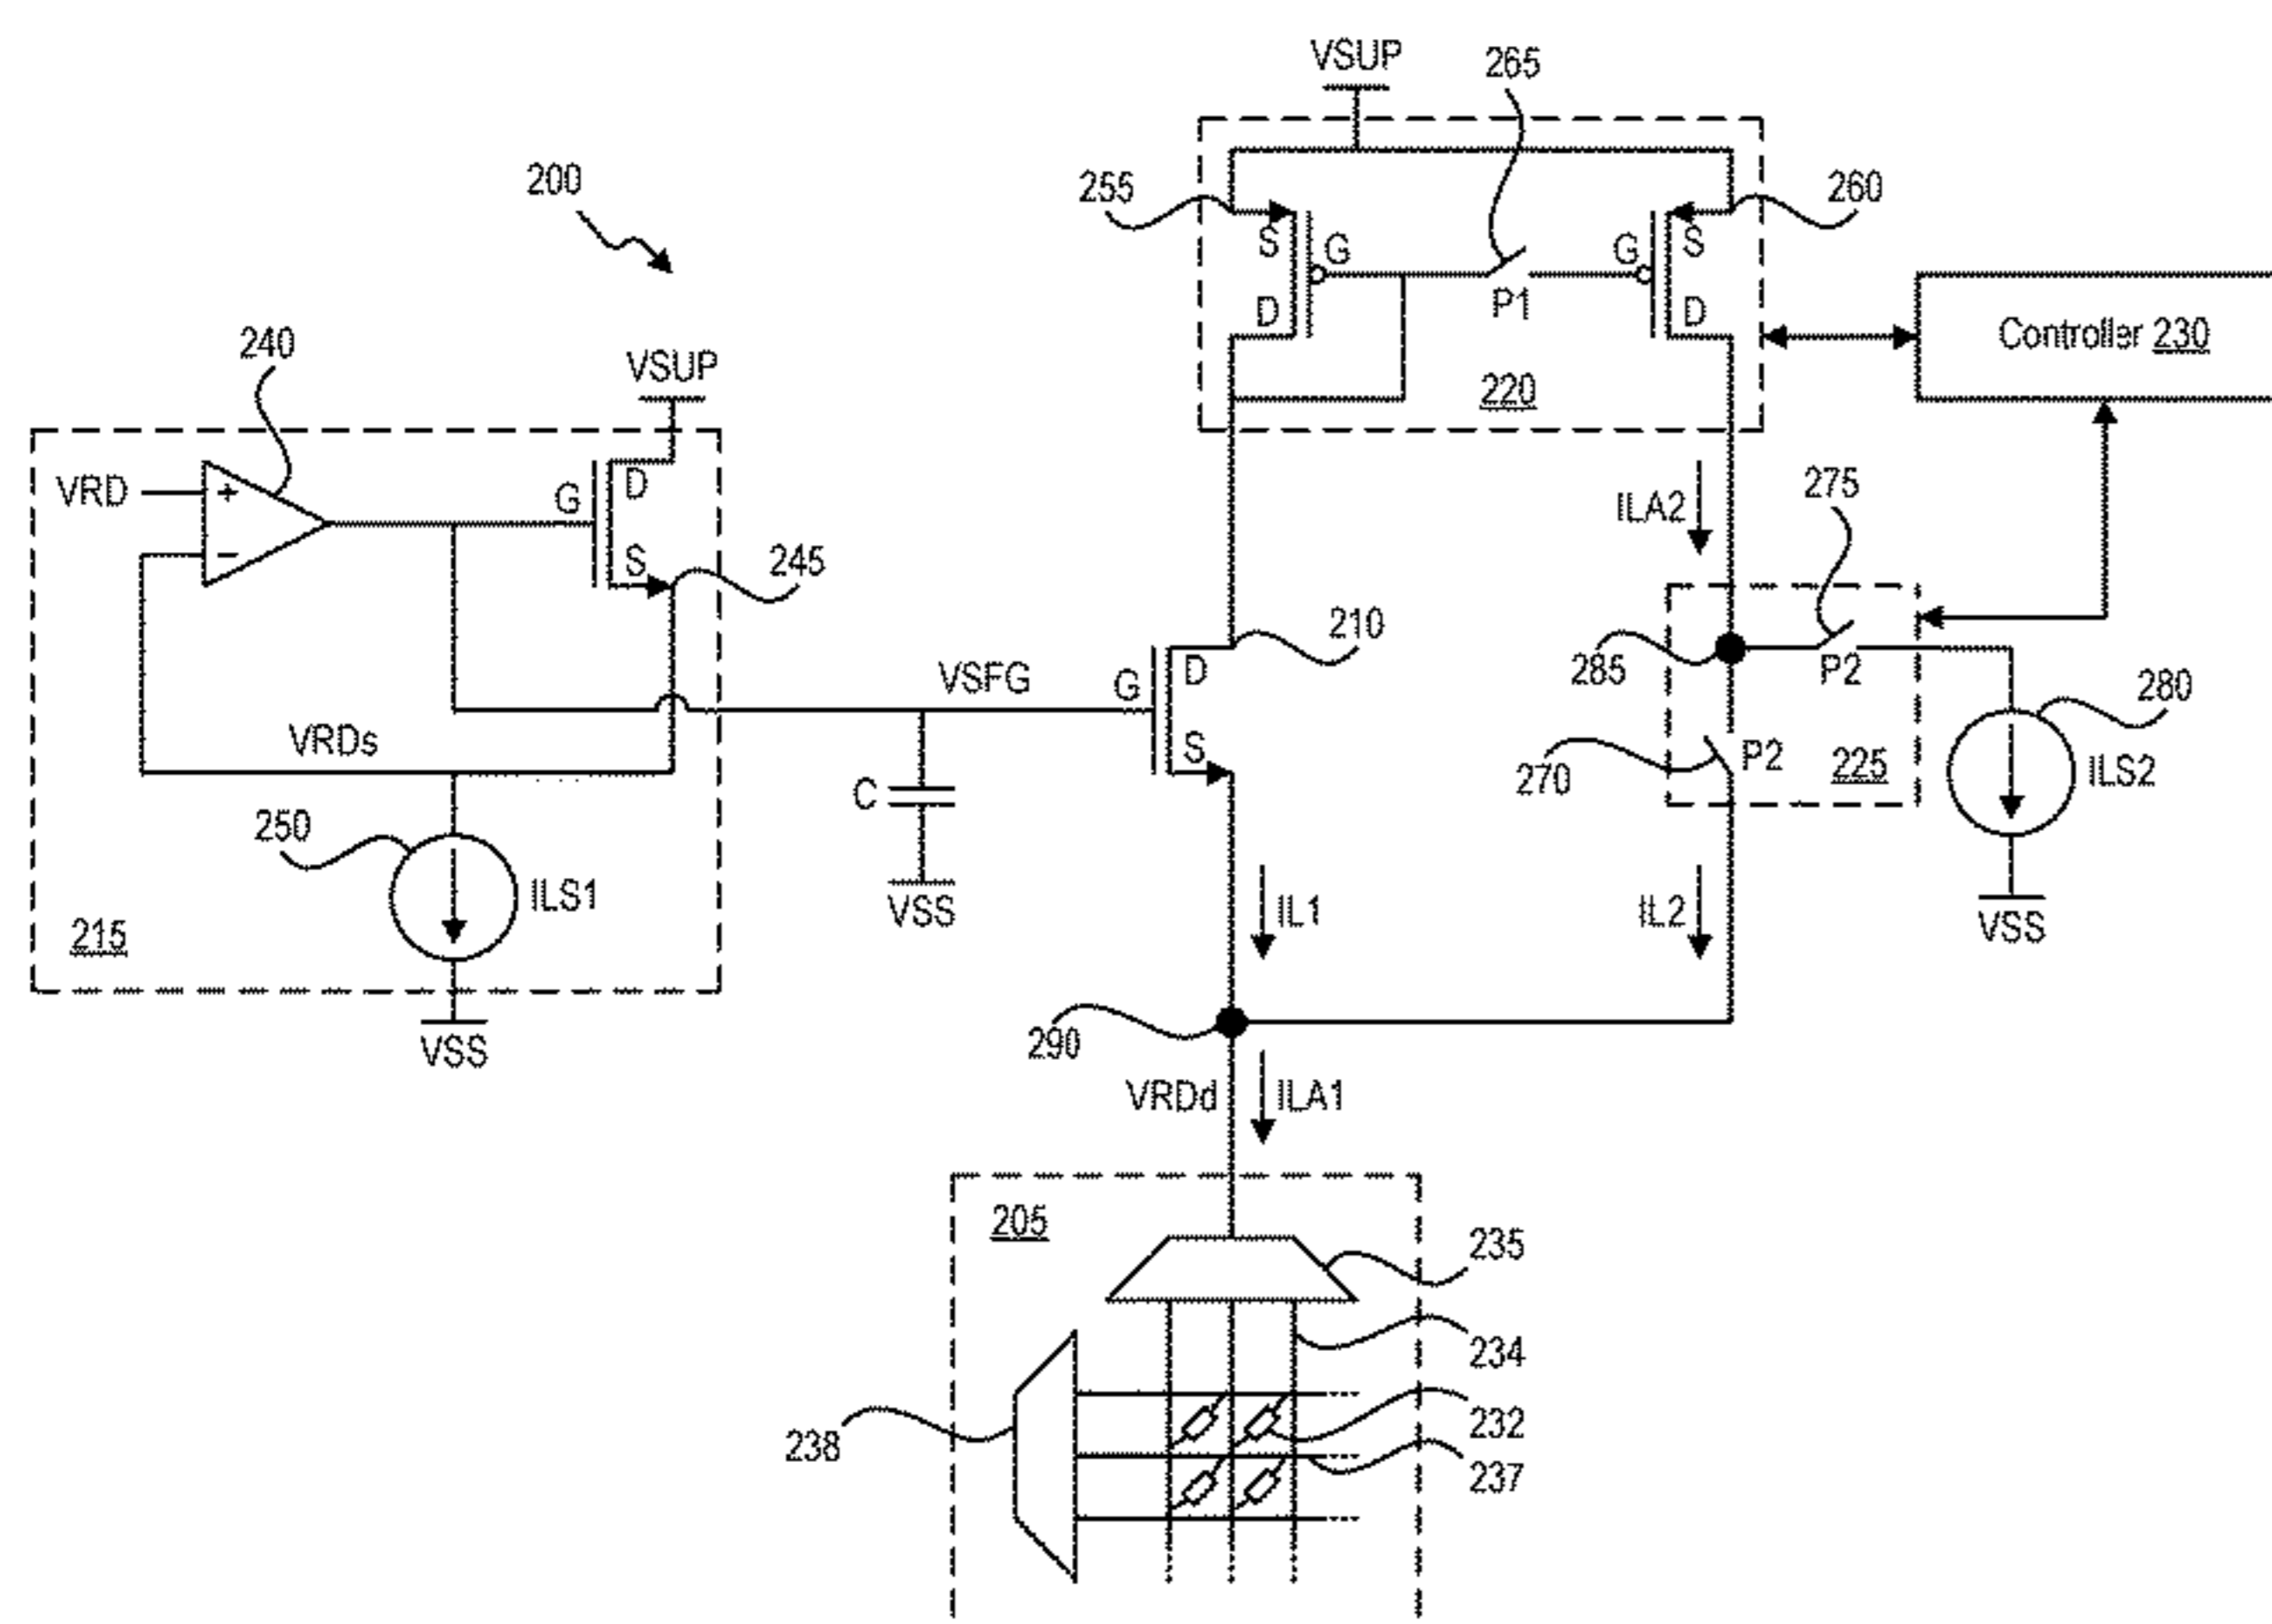 VSUP
265
200
255
260
S
G
G
S
P1
D
D
Controller 230
240
VSUP
220
VRD
+
G
D
ILA2
275
−
S
245
210
285
P2
280
VSFG
G
D
VRDs
S
270
P2
225
ILS2
C
250
ILS1
VSS
IL1
IL2
VSS
215
290
VSS
VRDd
ILA1
205
235
234
232
238
237